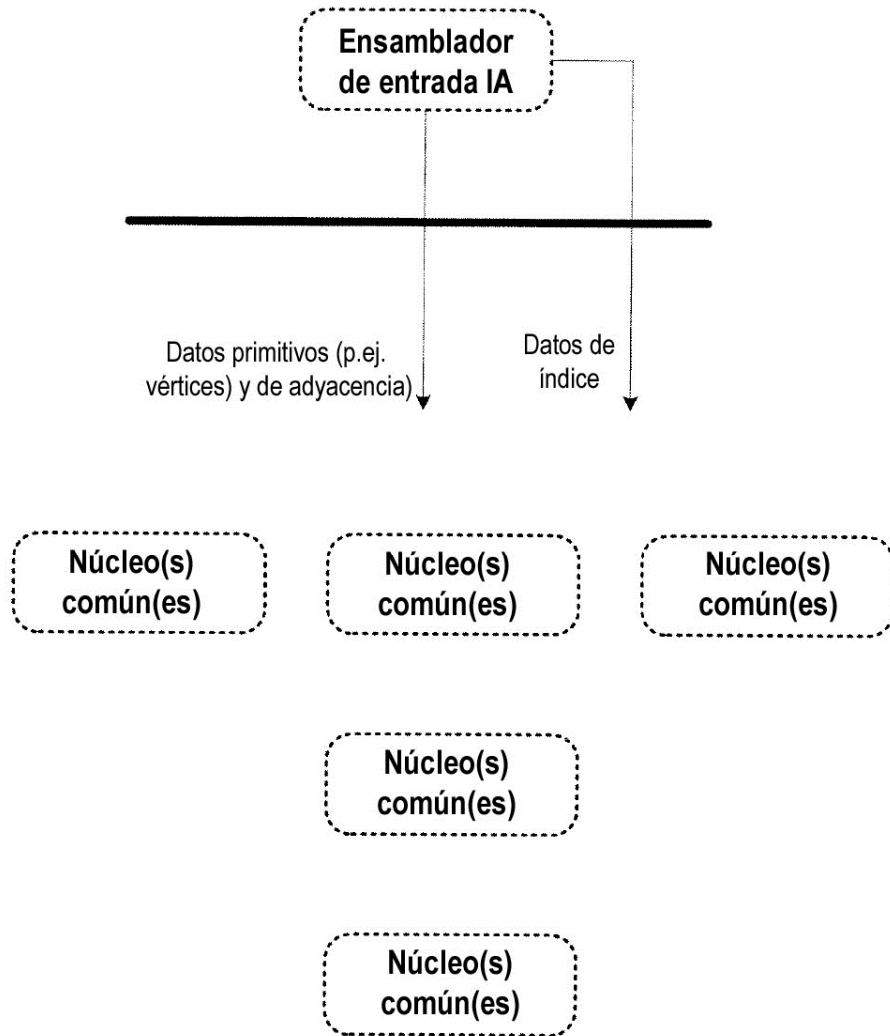 Ensamblador
de entrada IA
Datos primitivos (p.ej.
vértices) y de adyacencia)
Datos de
índice
Núcleo(s)
común(es)
Núcleo(s)
común(es)
Núcleo(s)
común(es)
Núcleo(s)
común(es)
Núcleo(s)
común(es)